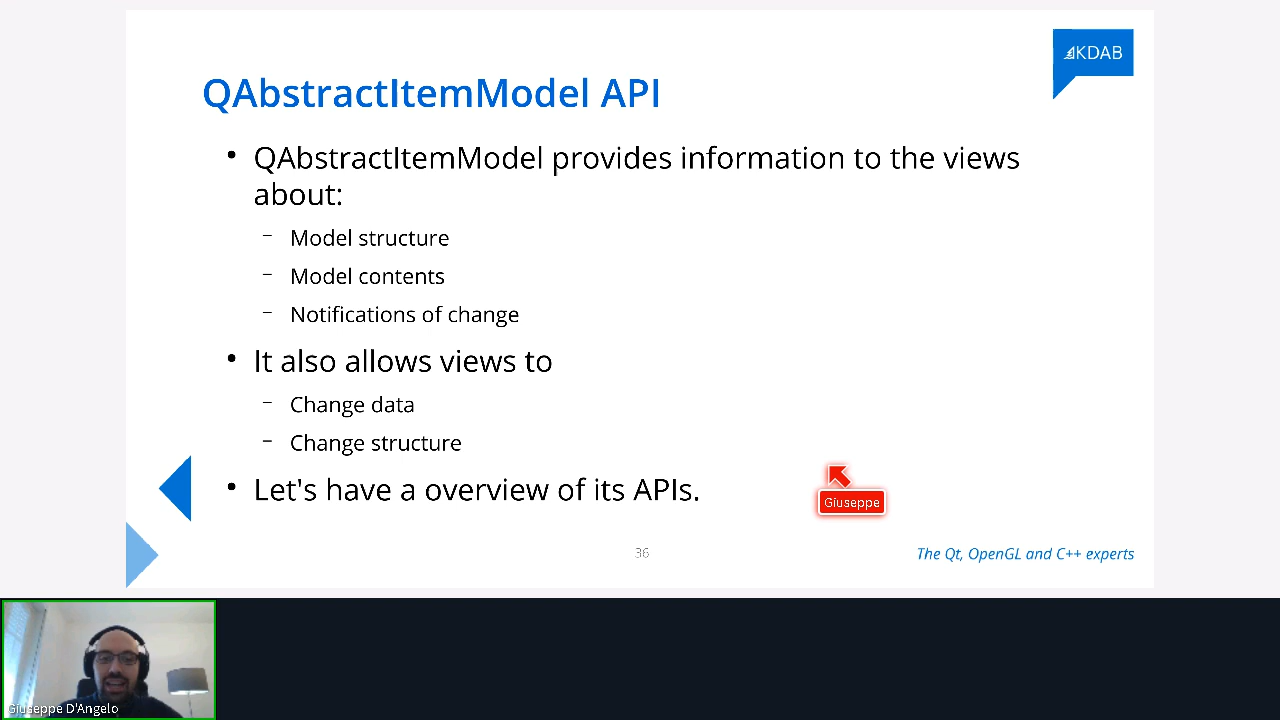 KDAB
QAbstractItemModel API
• QAbstractItemModel provides information to the views
about:
– Model structure
– Model contents
– Notifications of change
• It also allows views to
– Change data
– Change structure
• Let's have a overview of its APIs.
Giuseppe
36
The Qt, OpenGL and C++ experts
Giuseppe D'Angelo